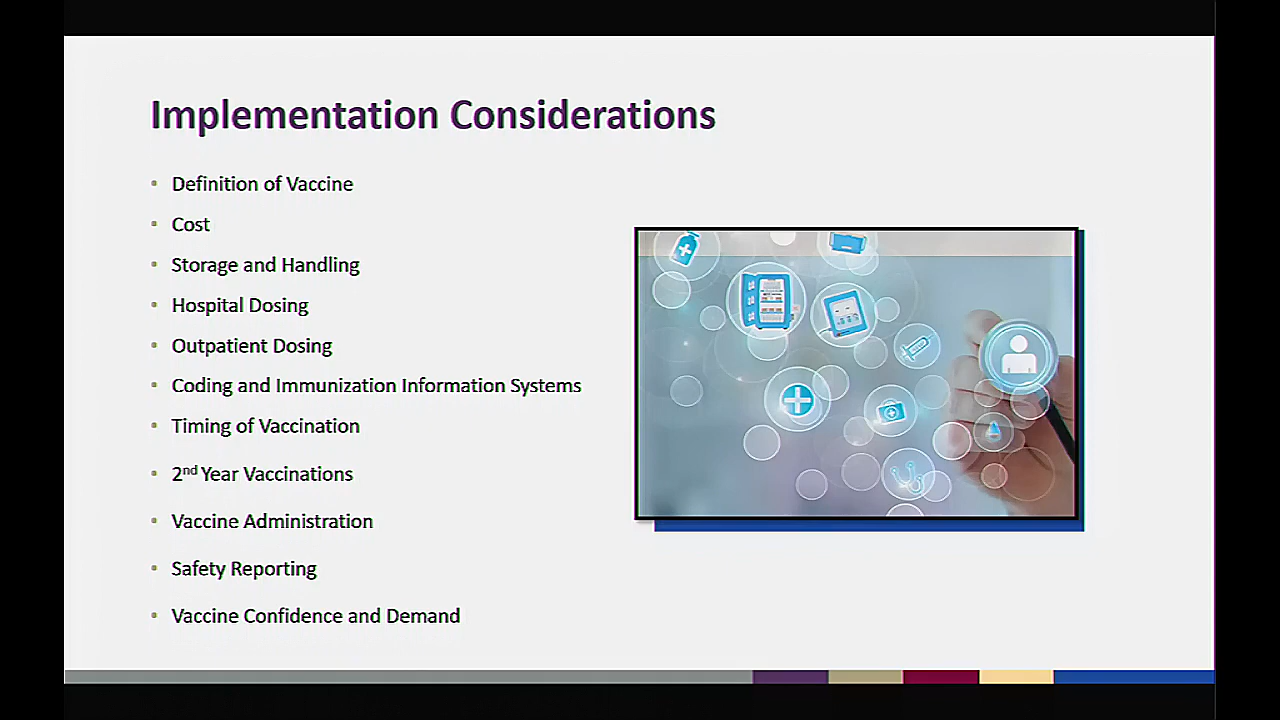 Implementation Considerations
• Definition of Vaccine
• Cost
• Storage and Handling
• Hospital Dosing
• Outpatient Dosing
• Coding and Immunization Information Systems
• Timing of Vaccination
• 2nd Year Vaccinations
• Vaccine Administration
• Safety Reporting
• Vaccine Confidence and Demand